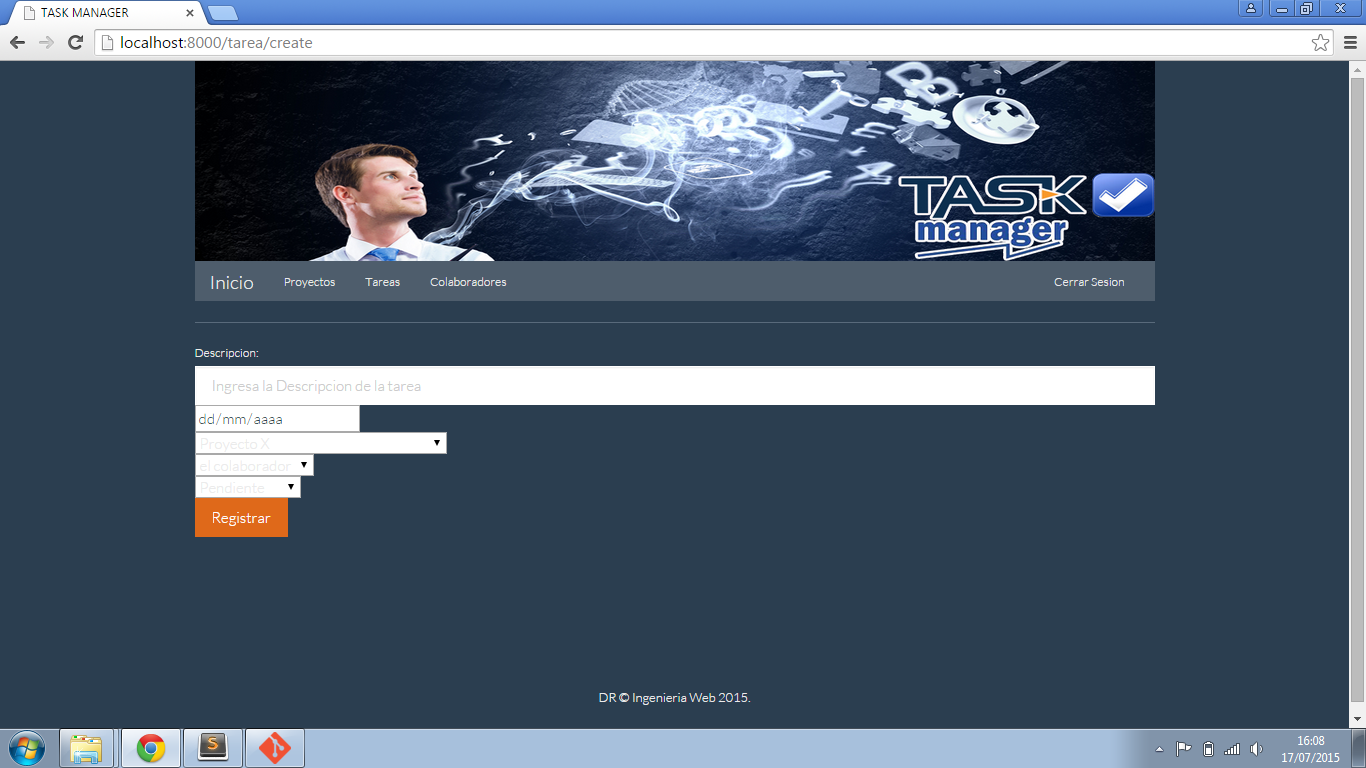 TASK MANAGER
localhost:8000/tarea/create
TASK
manager
Inicio Proyectos Tareas Colaboradores Cerrar Sesion
Descripcion:
Ingresa la Descripcion de la tarea
dd/mm/aaaa
Proyecto X
el colaborador
Pendiente
Registrar
DR © Ingenieria Web 2015.
16:08
17/07/2015